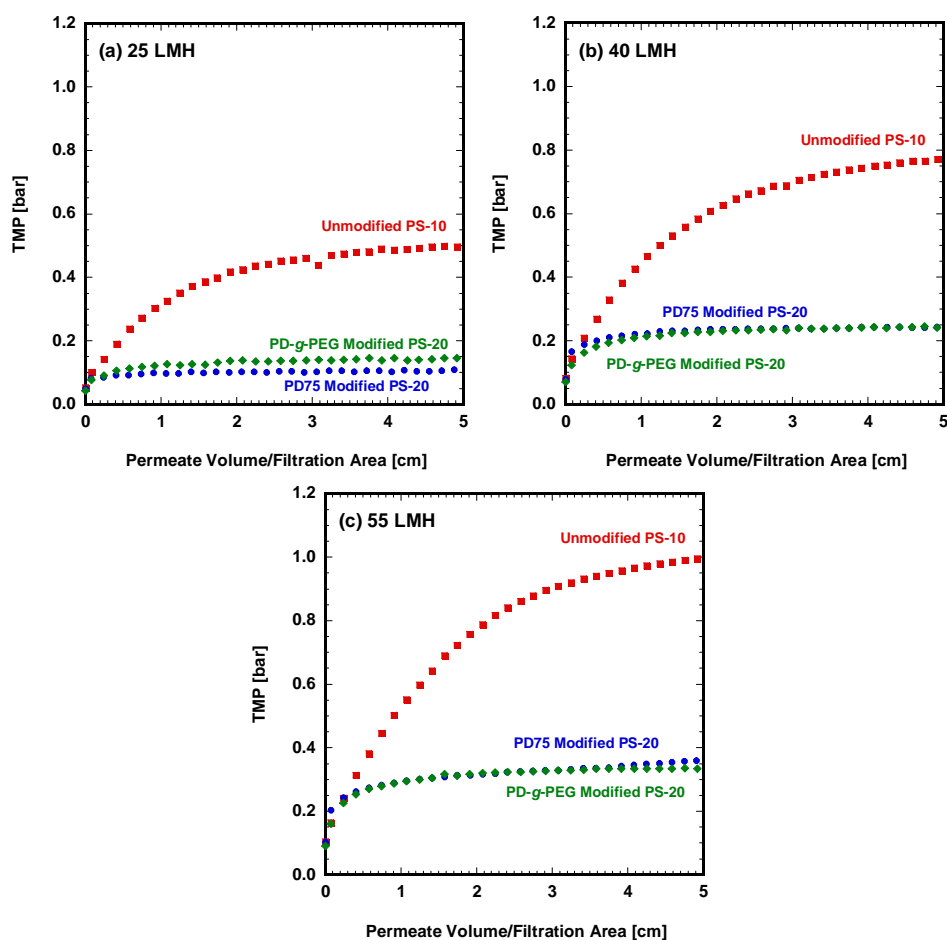 (a) 25 LMH
TMP [bar]
1.2
1.0
0.8
0.6
0.4
0.2
0.0
Unmodified PS-10
PD-g-PEG Modified PS-20
PD75 Modified PS-20
0 1 2 3 4 5
Permeate Volume/Filtration Area [cm]
(b) 40 LMH
TMP [bar]
1.2
1.0
0.8
0.6
0.4
0.2
0.0
Unmodified PS-10
PD75 Modified PS-20
PD-g-PEG Modified PS-20
0 1 2 3 4 5
Permeate Volume/Filtration Area [cm]
(c) 55 LMH
TMP [bar]
1.2
1.0
0.8
0.6
0.4
0.2
0.0
Unmodified PS-10
PD75 Modified PS-20
PD-g-PEG Modified PS-20
0 1 2 3 4 5
Permeate Volume/Filtration Area [cm]